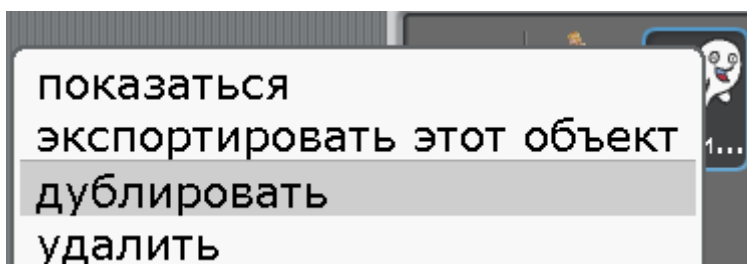 показаться
экспортировать этот объект
дублировать
удалить